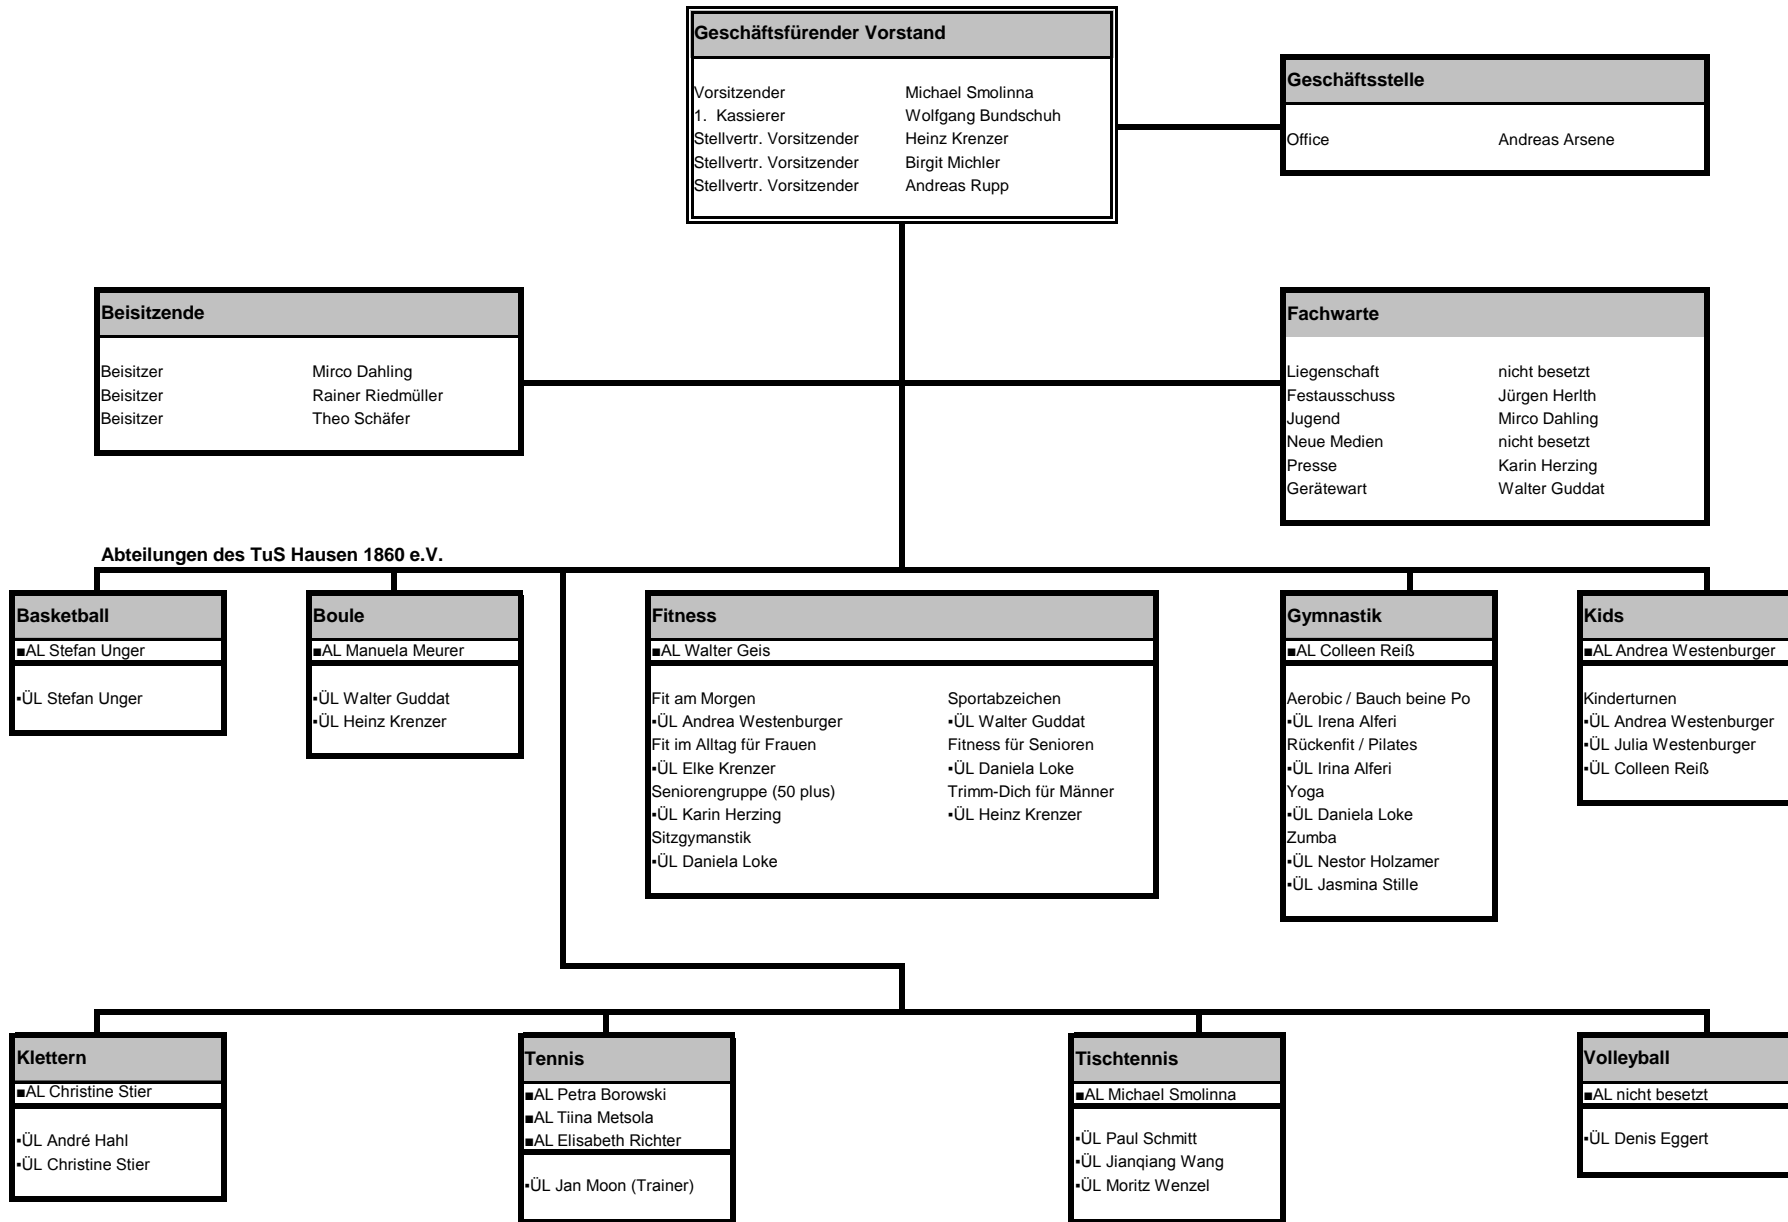 Geschäftsfürender Vorstand
Vorsitzender Michael Smolinna
1. Kassierer Wolfgang Bundschuh
Stellvertr. Vorsitzender Heinz Krenzer
Stellvertr. Vorsitzender Birgit Michler
Stellvertr. Vorsitzender Andreas Rupp
Geschäftsstelle
Office Andreas Arsene
Beisitzende
Beisitzer Mirco Dahling
Beisitzer Rainer Riedmüller
Beisitzer Theo Schäfer
Fachwarte
Liegenschaft nicht besetzt
Festausschuss Jürgen Herlth
Jugend Mirco Dahling
Neue Medien nicht besetzt
Presse Karin Herzing
Gerätewart Walter Guddat
Abteilungen des TuS Hausen 1860 e.V.
Basketball
■AL Stefan Unger
▪ÜL Stefan Unger
Boule
■AL Manuela Meurer
▪ÜL Walter Guddat
▪ÜL Heinz Krenzer
Fitness
■AL Walter Geis
Fit am Morgen
▪ÜL Andrea Westenburger
Fit im Alltag für Frauen
▪ÜL Elke Krenzer
Seniorengruppe (50 plus)
▪ÜL Karin Herzing
Sitzgymanstik
▪ÜL Daniela Loke
Sportabzeichen
▪ÜL Walter Guddat
Fitness für Senioren
▪ÜL Daniela Loke
Trimm-Dich für Männer
▪ÜL Heinz Krenzer
Gymnastik
■AL Colleen Reiß
Aerobic / Bauch beine Po
▪ÜL Irena Alferi
Rückenfit / Pilates
▪ÜL Irina Alferi
Yoga
▪ÜL Daniela Loke
Zumba
▪ÜL Nestor Holzamer
▪ÜL Jasmina Stille
Kids
■AL Andrea Westenburger
Kinderturnen
▪ÜL Andrea Westenburger
▪ÜL Julia Westenburger
▪ÜL Colleen Reiß
Klettern
■AL Christine Stier
▪ÜL André Hahl
▪ÜL Christine Stier
Tennis
■AL Petra Borowski
■AL Tiina Metsola
■AL Elisabeth Richter
▪ÜL Jan Moon (Trainer)
Tischtennis
■AL Michael Smolinna
▪ÜL Paul Schmitt
▪ÜL Jianqiang Wang
▪ÜL Moritz Wenzel
Volleyball
■AL nicht besetzt
▪ÜL Denis Eggert